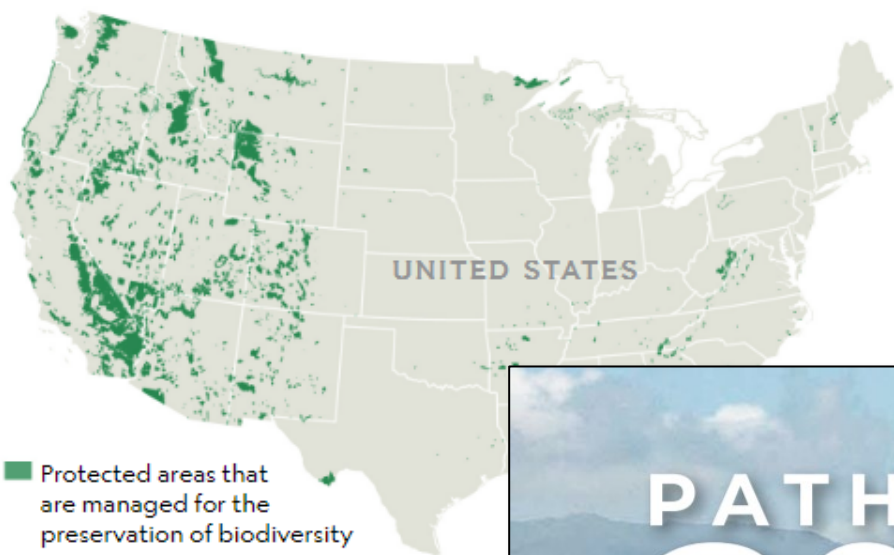 UNITED STATES
Protected areas that
are managed for the
preservation of biodiversity
PATH